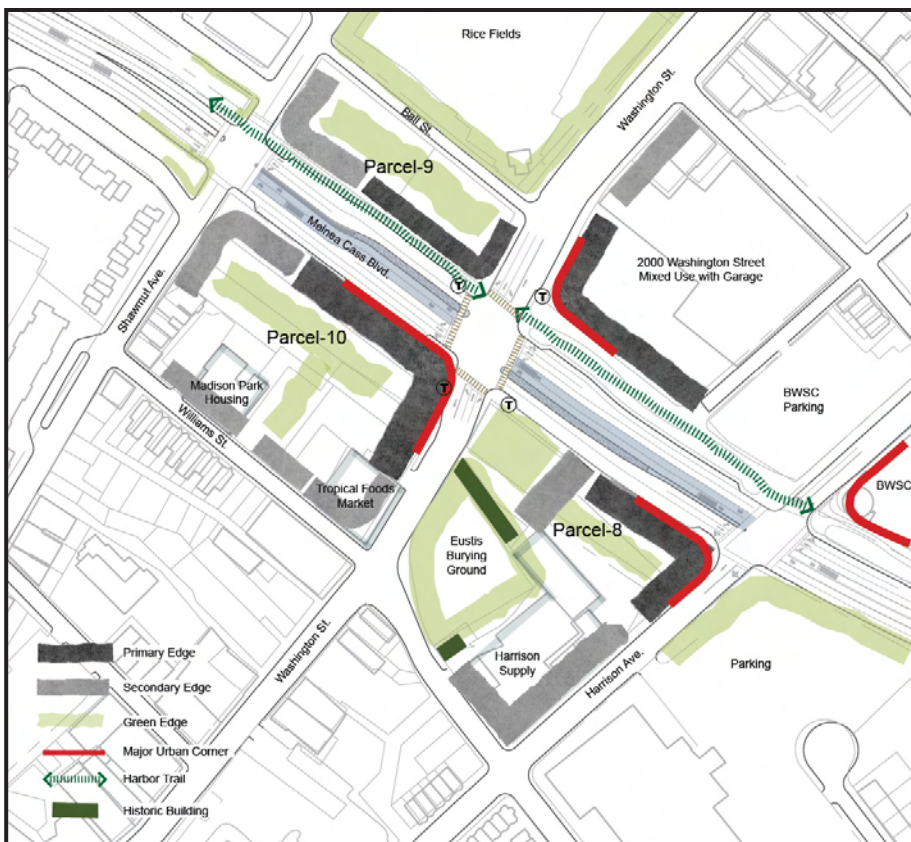 Rice Fields
Washington St.
Ball St.
Parcel-9
Melnea Cass Blvd.
2000 Washington Street
Mixed Use with Garage
T
T
Shawmut Ave.
Parcel-10
Madison Park
Housing
T
T
BWSC
Parking
Williams St.
Tropical Foods
Market
BWSC
Parcel-8
Eustis
Burying
Ground
Washington St.
Harrison
Supply
Harrison Ave.
Parking
Primary Edge
Secondary Edge
Green Edge
Major Urban Corner
Harbor Trail
Historic Building